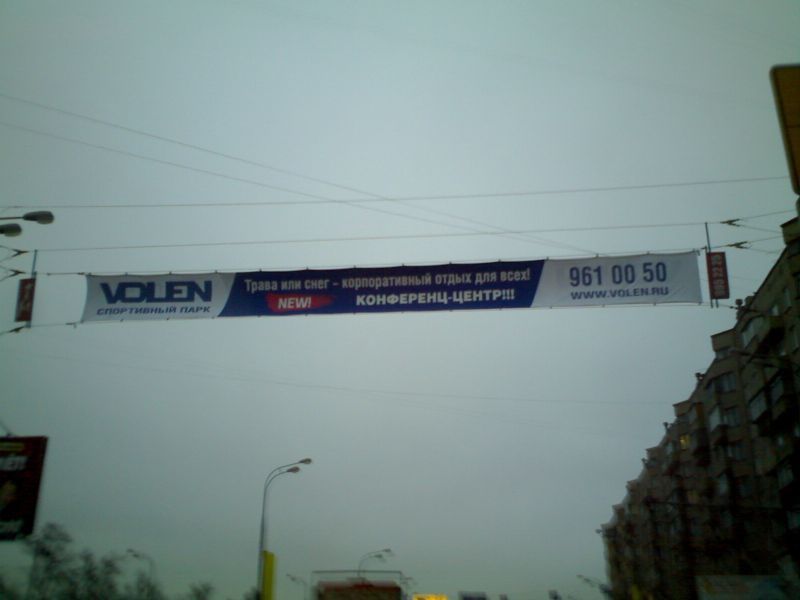 VOLEN
СПОРТИВНЫЙ ПАРК
Трава или снег - корпоративный отдых для всех!
NEW!
КОНФЕРЕНЦ-ЦЕНТР!!!
961 00 50
WWW.VOLEN.RU